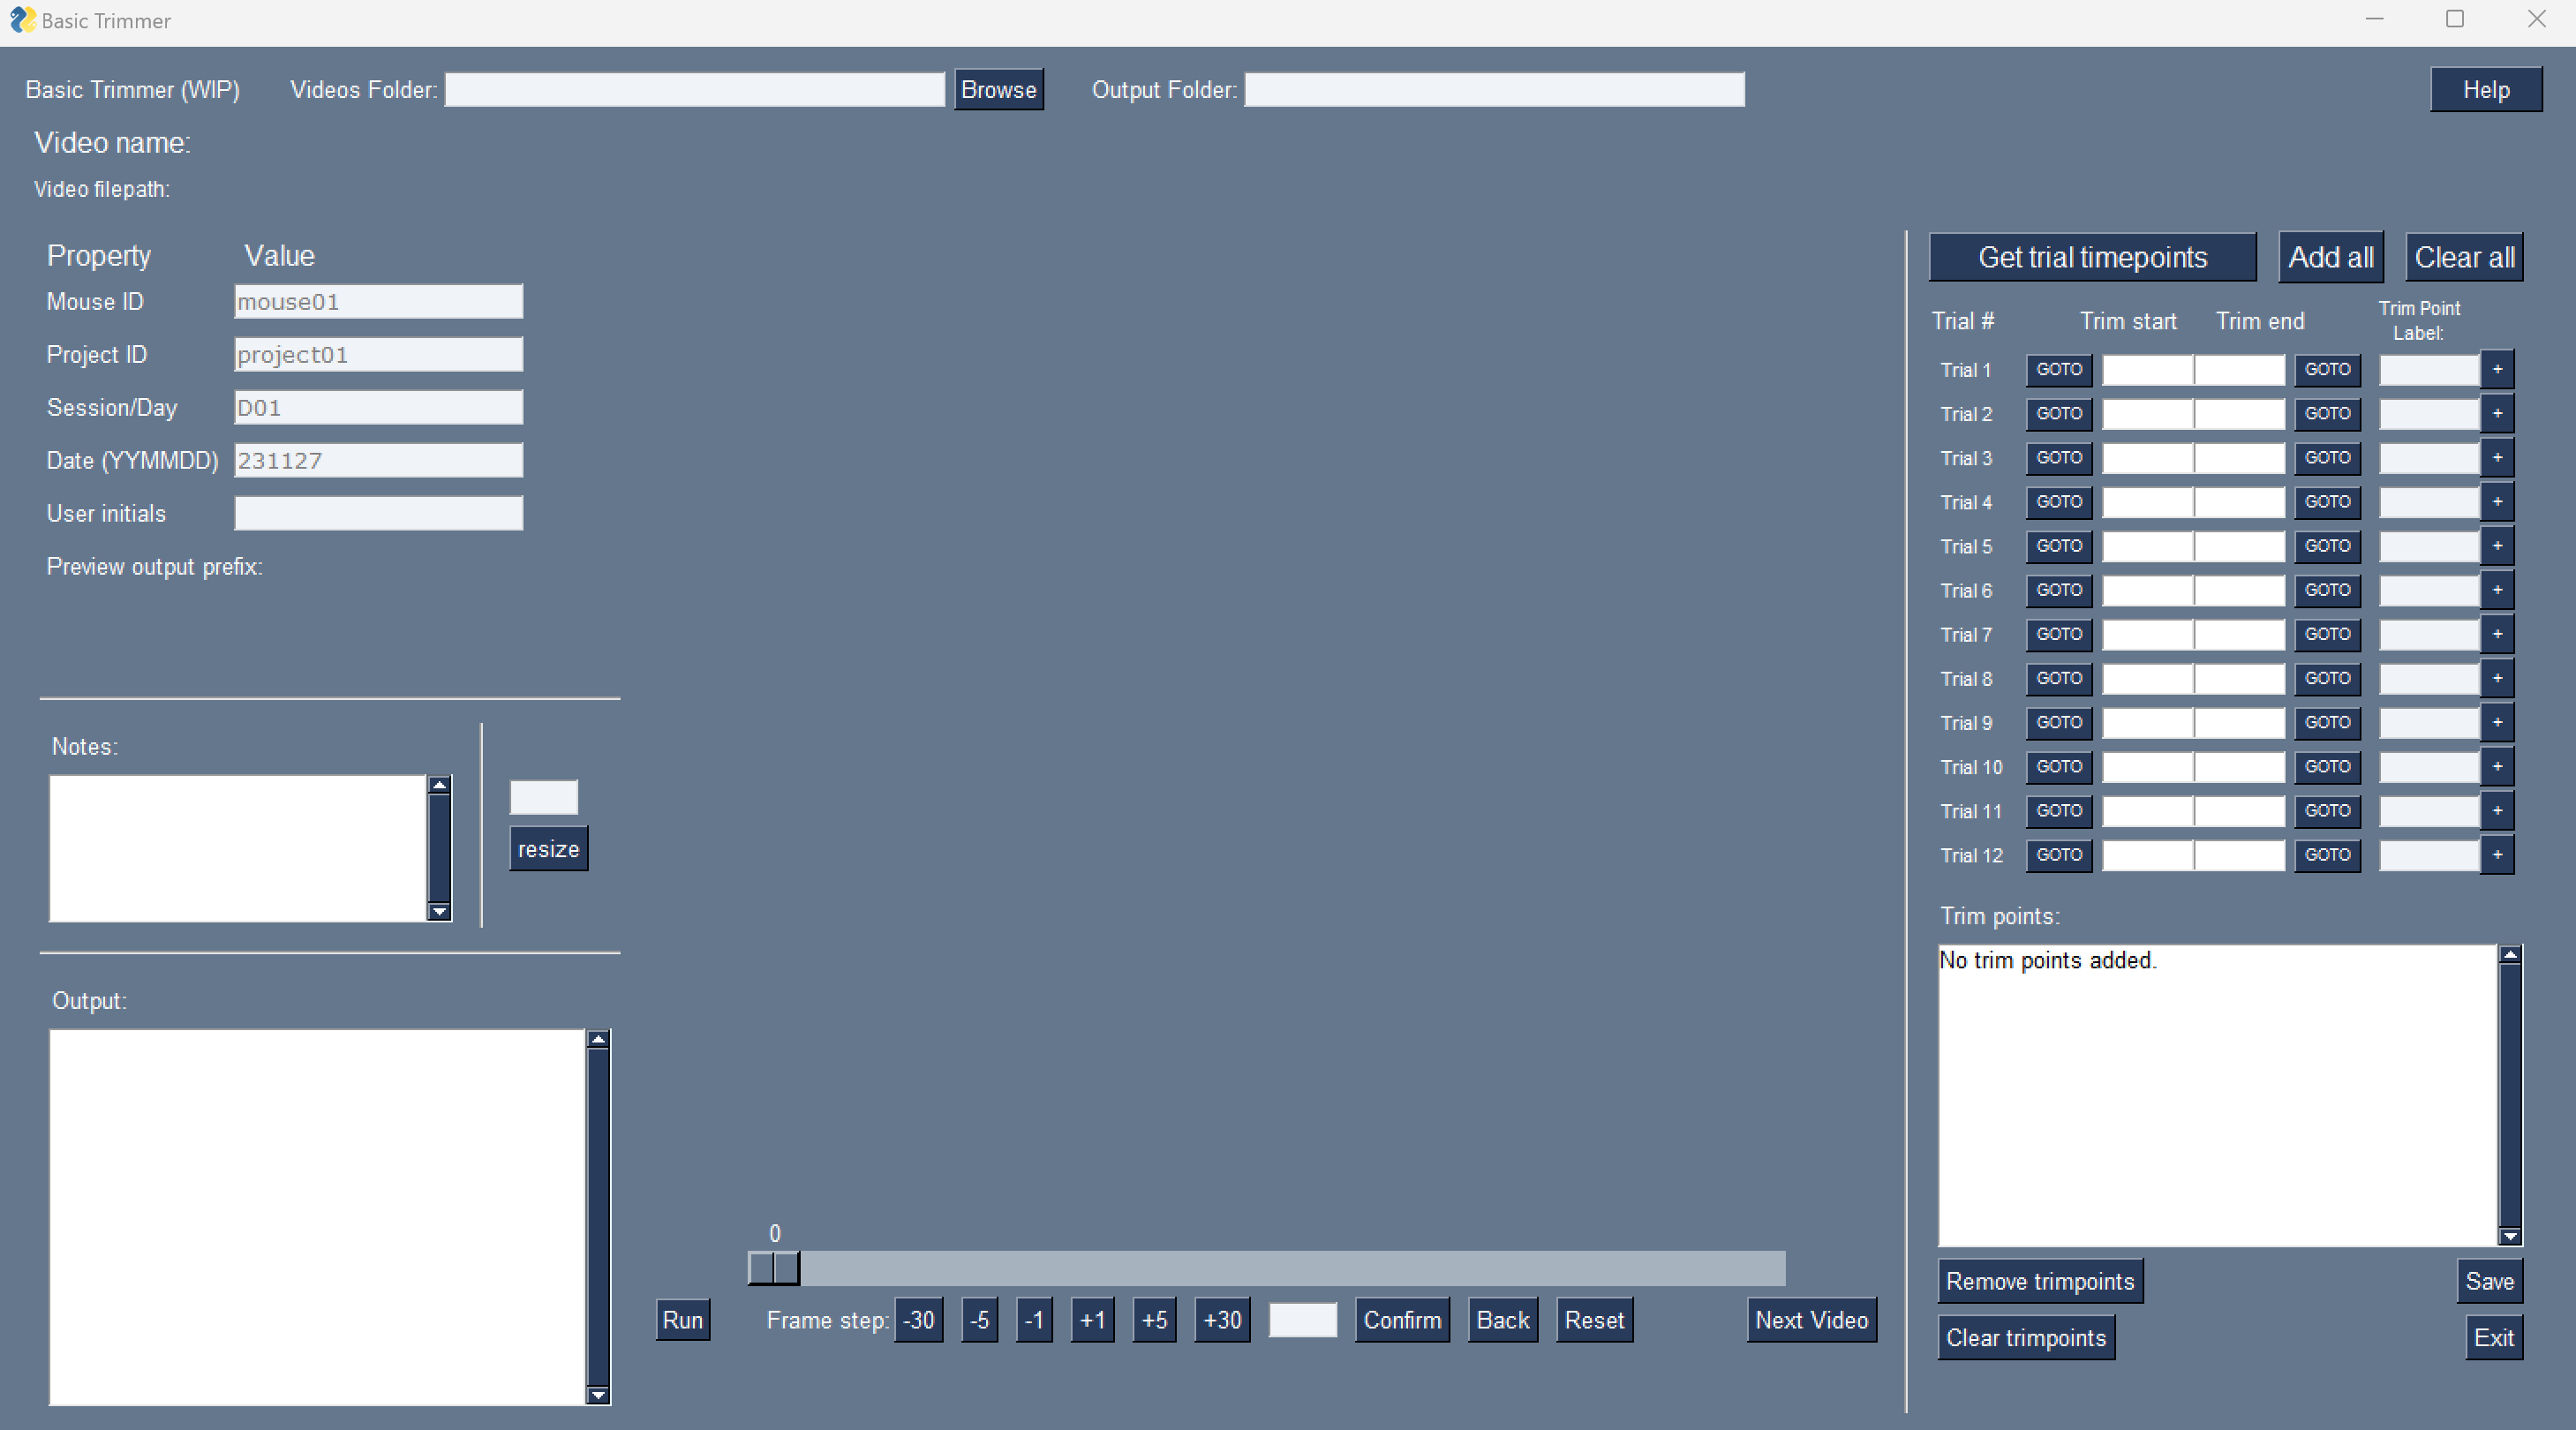 Basic Trimmer
Basic Trimmer (WIP) Videos Folder: Browse Output Folder: Help
Video name:
Video filepath:
Property Value
Mouse ID mouse01
Project ID project01
Session/Day D01
Date (YYMMDD) 231127
User initials
Preview output prefix:
Notes:
resize
Output:
0
Run Frame step: -30 -5 -1 +1 +5 +30 Confirm Back Reset Next Video
Get trial timepoints Add all Clear all
Trial # Trim start Trim end Trim Point
Label:
Trial 1 GOTO GOTO +
Trial 2 GOTO GOTO +
Trial 3 GOTO GOTO +
Trial 4 GOTO GOTO +
Trial 5 GOTO GOTO +
Trial 6 GOTO GOTO +
Trial 7 GOTO GOTO +
Trial 8 GOTO GOTO +
Trial 9 GOTO GOTO +
Trial 10 GOTO GOTO +
Trial 11 GOTO GOTO +
Trial 12 GOTO GOTO +
Trim points:
No trim points added.
Remove trimpoints Save
Clear trimpoints Exit